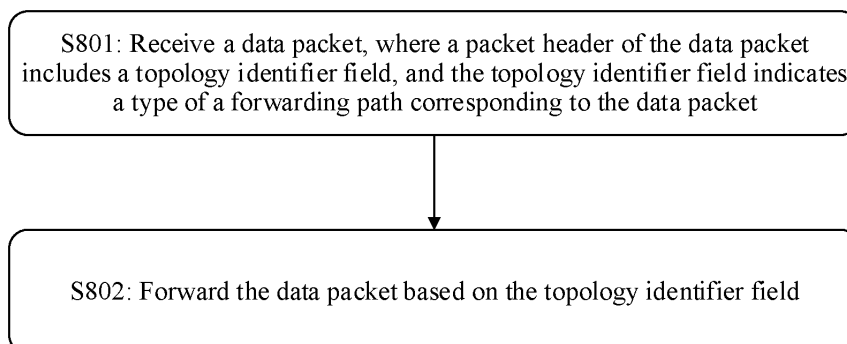 S801: Receive a data packet, where a packet header of the data packet
includes a topology identifier field, and the topology identifier field indicates
a type of a forwarding path corresponding to the data packet
S802: Forward the data packet based on the topology identifier field